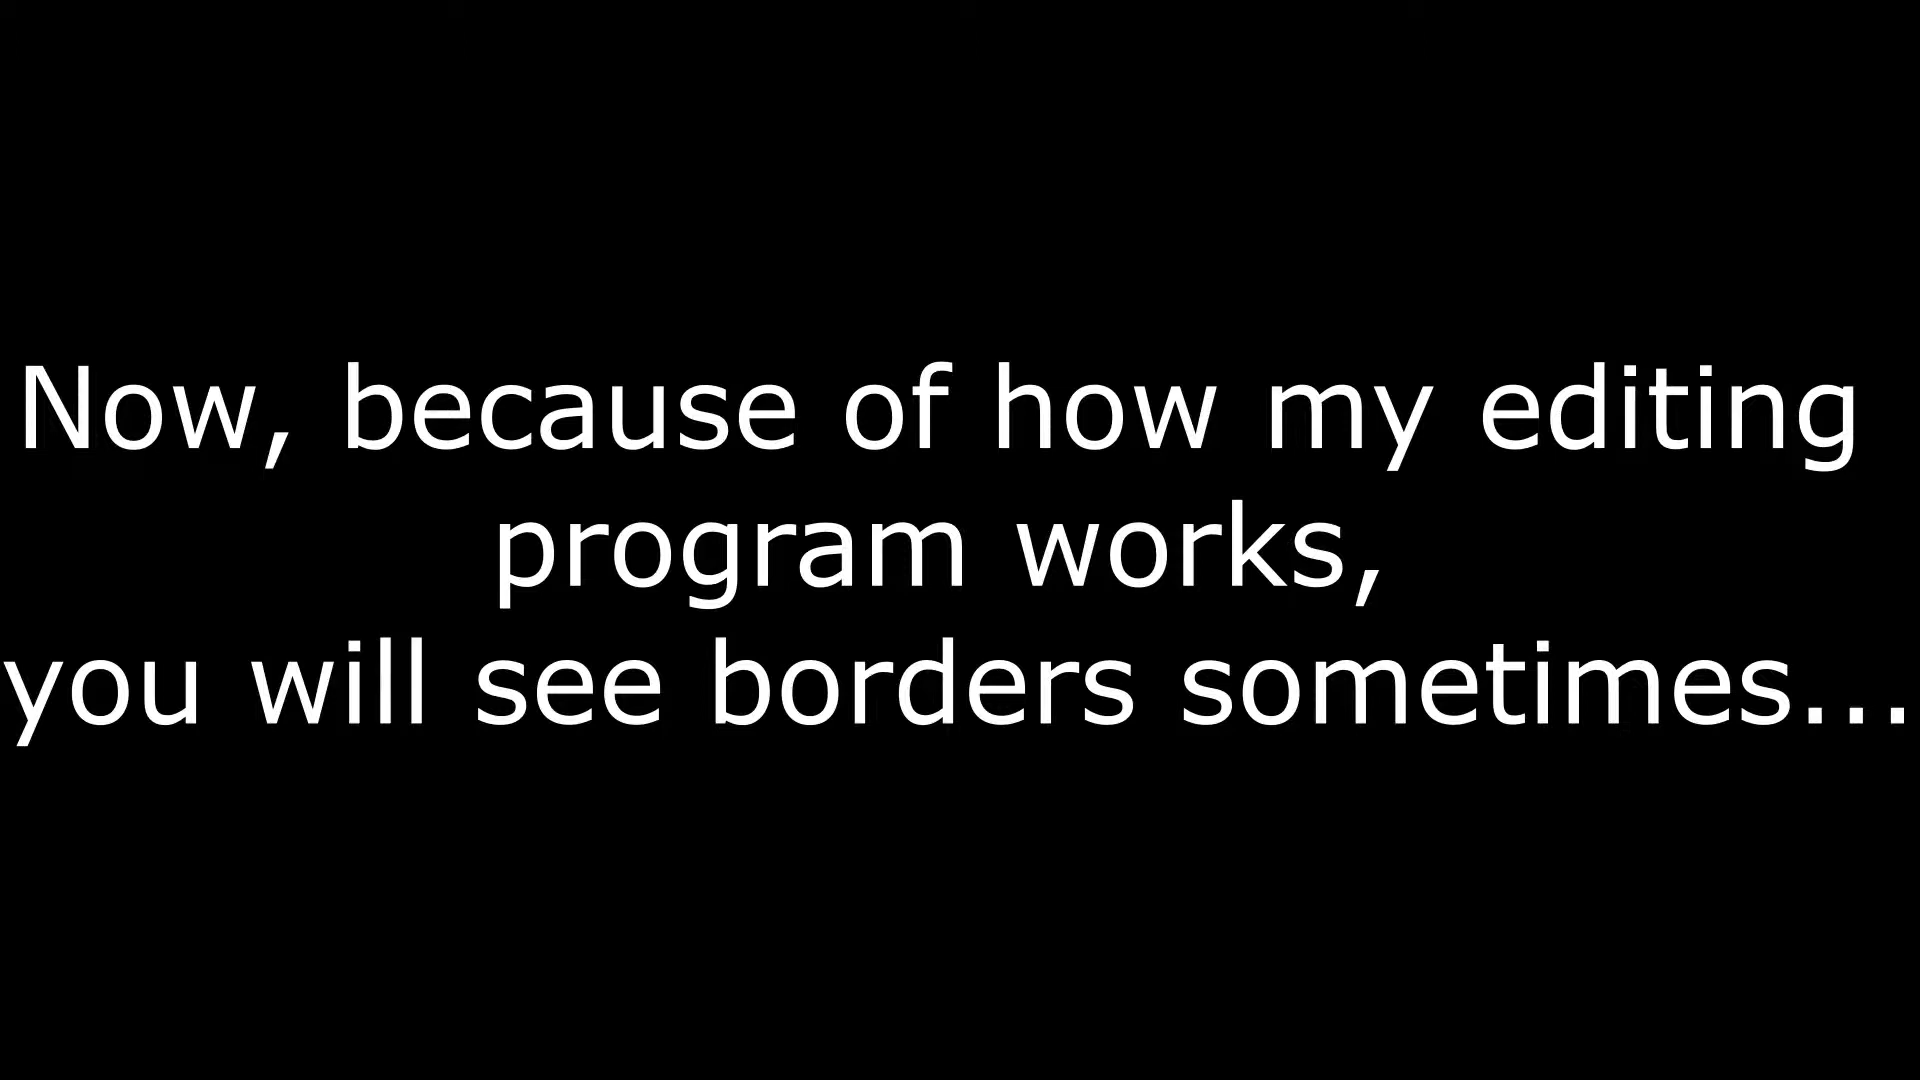 Now, because of how my editing
program works,
you will see borders sometimes...